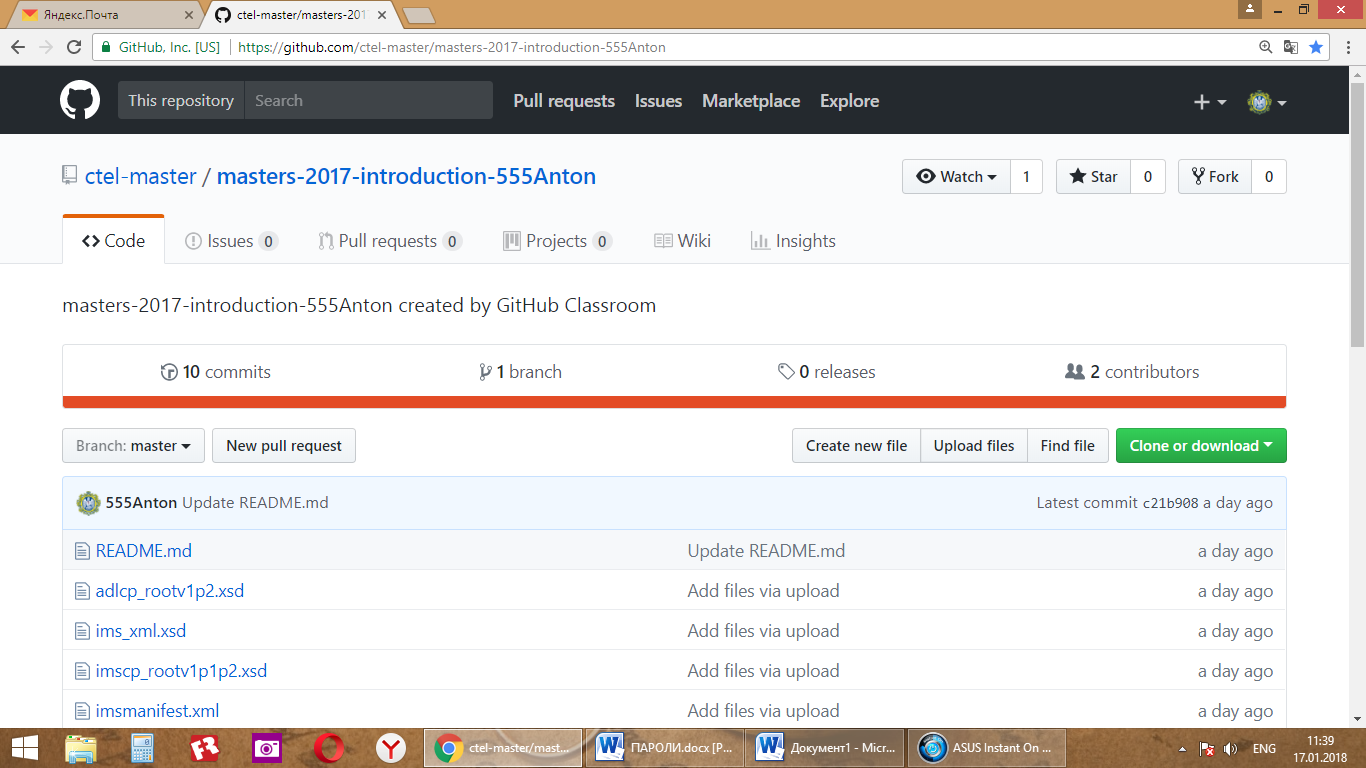 Яндекс.Почта
ctel-master/masters-201
GitHub, Inc. [US] https://github.com/ctel-master/masters-2017-introduction-555Anton
This repository Search Pull requests Issues Marketplace Explore
ctel-master / masters-2017-introduction-555Anton Watch 1 Star 0 Fork 0
Code Issues 0 Pull requests 0 Projects 0 Wiki Insights
masters-2017-introduction-555Anton created by GitHub Classroom
10 commits 1 branch 0 releases 2 contributors
Branch: master New pull request Create new file Upload files Find file Clone or download
555Anton Update README.md Latest commit c21b908 a day ago
README.md Update README.md a day ago
adlcp_rootv1p2.xsd Add files via upload a day ago
ims_xml.xsd Add files via upload a day ago
imscp_rootv1p1p2.xsd Add files via upload a day ago
imsmanifest.xml Add files via upload a day ago
ctel-master/mast... ПАРОЛИ.docx [Р... Документ1 - Micr... ASUS Instant On ... ENG 11:39
17.01.2018